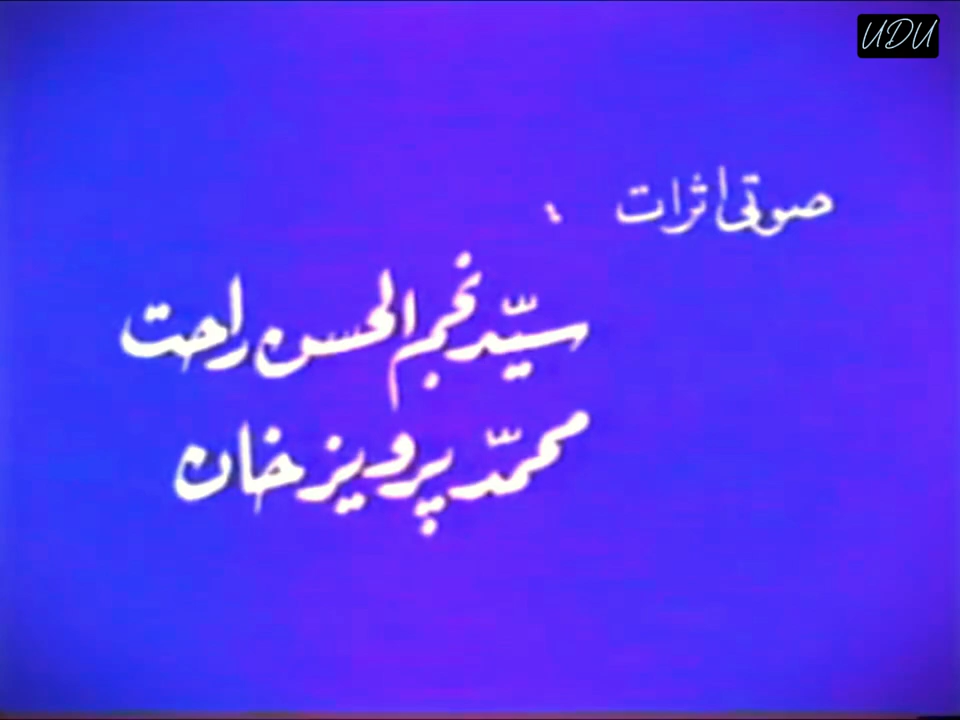 UDU
صوتی اثرات :
سیّد نجم الحسن راحت
محمّد پرویز خان